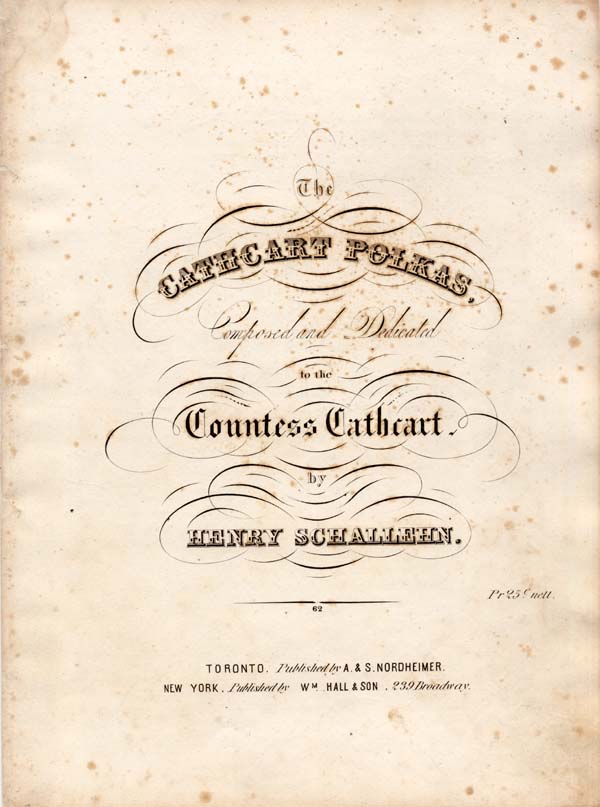 The
CATHCART POLKAS,
Composed and Dedicated
to the
Countess Cathcart.
by
HENRY SCHALLEHN.
Pr 25 c nett.
62
TORONTO. Published by A. & S. NORDHEIMER.
NEW YORK, Published by WM. HALL & SON. 239 Broadway.